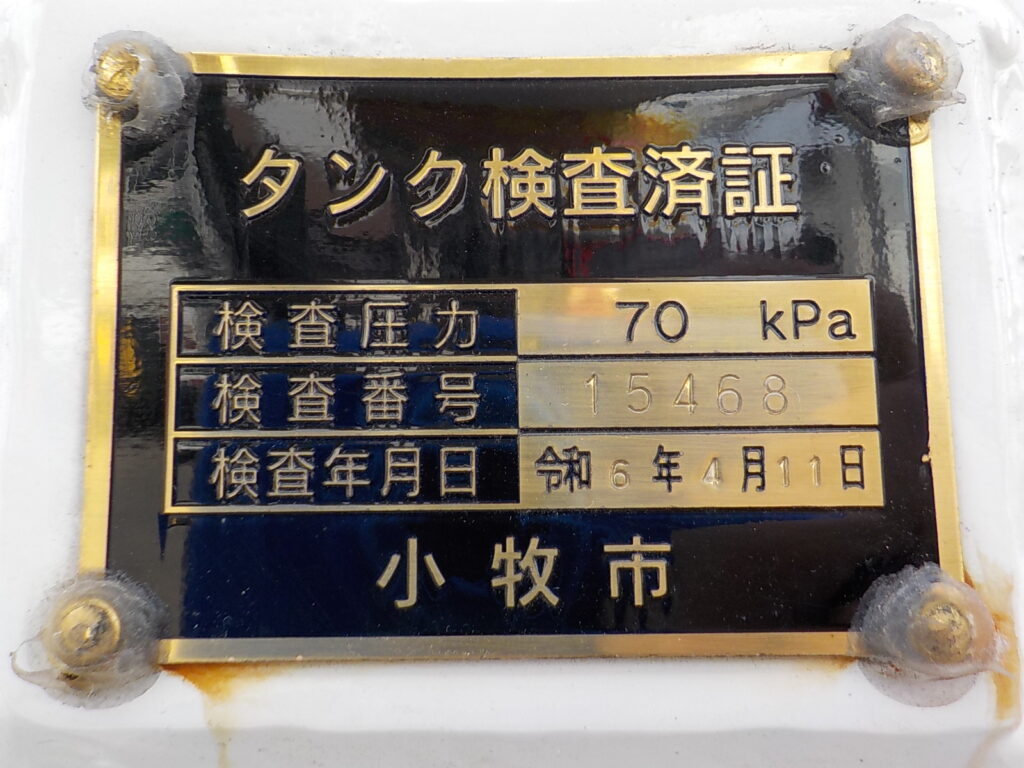 タンク検査済証
検査圧力 70 kPa
検査番号 15468
検査年月日 令和6年4月11日
小牧市